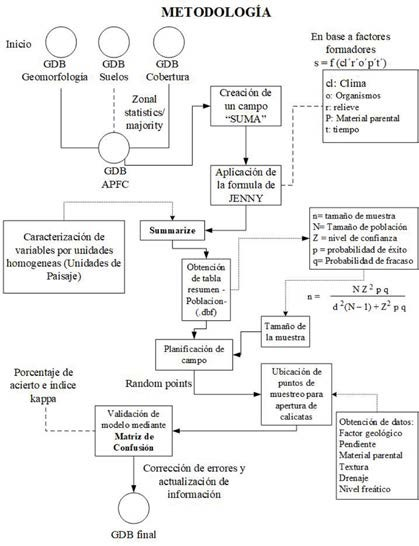 METODOLOGÍA
Inicio
GDB
Geomorfología
GDB
Suelos
GDB
Cobertura
Zonal
statistics/
majority
GDB
APFC
Creación de
un campo
“SUMA”
En base a factores
formadores
s = f (cl´r´o´p´t´)
cl: Clima
o: Organismos
r: relieve
P: Material parental
t: tiempo
Aplicación de
la formula de
JENNY
Caracterización de
variables por unidades
homogeneas (Unidades de
Paisaje)
Summarize
Obtención
de tabla
resumen -
Poblacion-
(.dbf)
n= tamaño de muestra
N= Tamaño de población
Z = nivel de confianza
p = probabilidad de éxito
q= Probabilidad de fracaso
n = N Z² p q
d ²(N – 1) + Z² p q
Tamaño de
la muestra
Planificación de
campo
Random points
Ubicación de
puntos de
muestreo para
apertura de
calicatas
Porcentaje de
acierto e indice
kappa
Validación de
modelo mediante
Matriz de
Confusión
Obtención de datos:
Factor geológico
Pendiente
Material parental
Textura
Drenaje
Nivel freático
Corrección de errores y
actualización de
información
GDB final